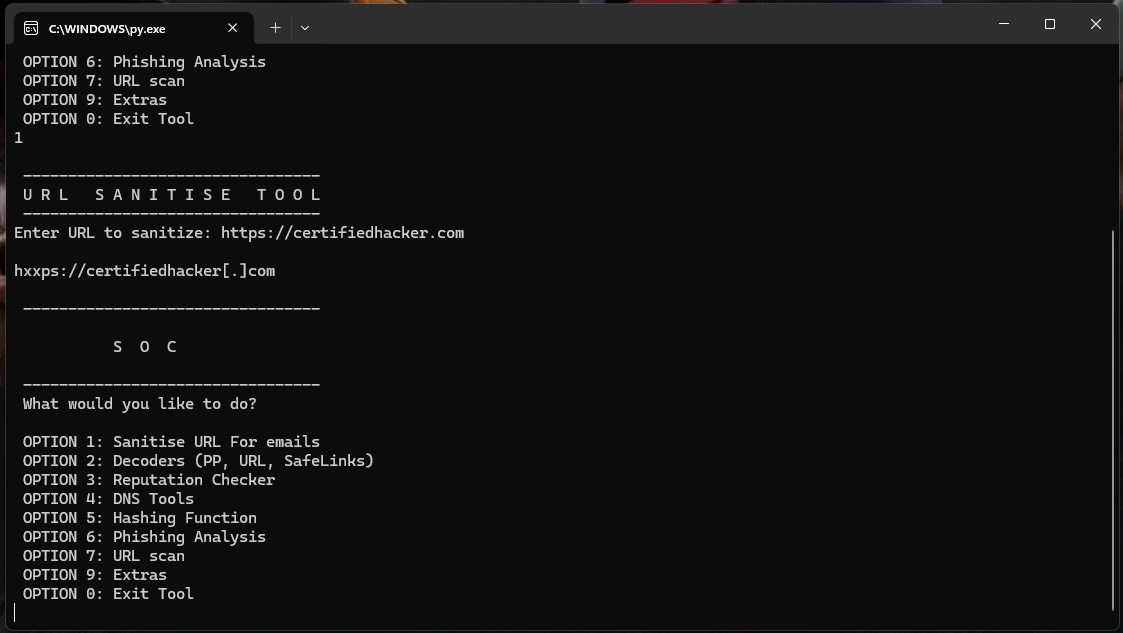 C:\WINDOWS\py.exe
OPTION 6: Phishing Analysis
OPTION 7: URL scan
OPTION 9: Extras
OPTION 0: Exit Tool
1
---------------------------------
U R L   S A N I T I S E   T O O L
---------------------------------
Enter URL to sanitize: https://certifiedhacker.com
hxxps://certifiedhacker[.]com
---------------------------------
S  O  C
---------------------------------
What would you like to do?
OPTION 1: Sanitise URL For emails
OPTION 2: Decoders (PP, URL, SafeLinks)
OPTION 3: Reputation Checker
OPTION 4: DNS Tools
OPTION 5: Hashing Function
OPTION 6: Phishing Analysis
OPTION 7: URL scan
OPTION 9: Extras
OPTION 0: Exit Tool